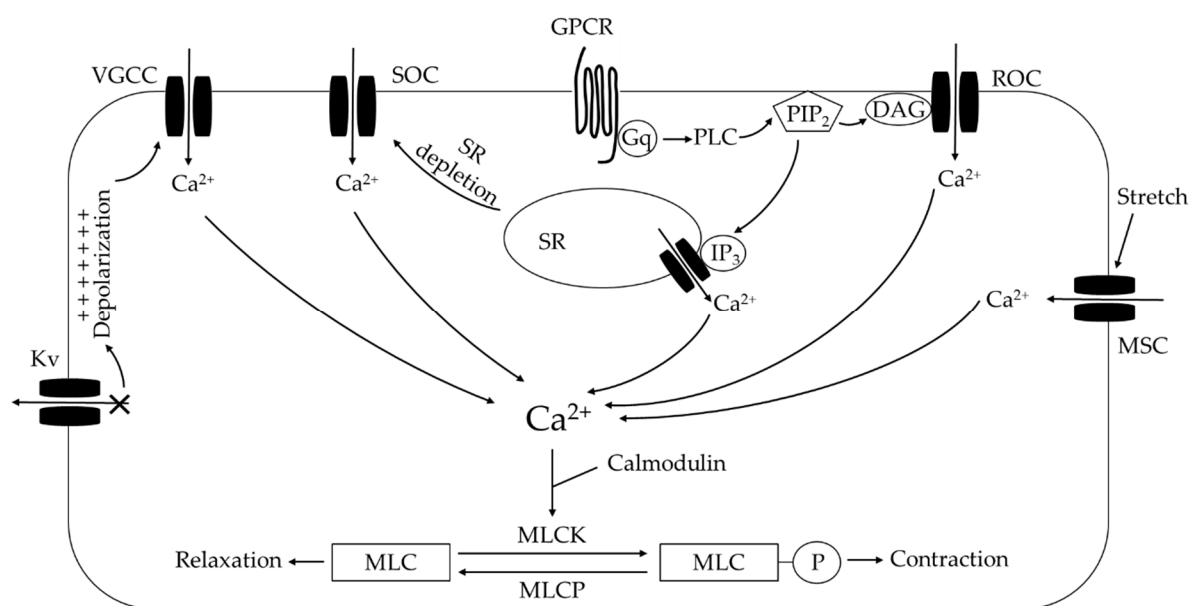 GPCR
VGCC
SOC
ROC
PIP₂
DAG
Gq
PLC
SR
depletion
Ca²⁺
Ca²⁺
Ca²⁺
Stretch
SR
IP₃
Ca²⁺
Ca²⁺
++++++++
Depolarization
Kv
MSC
Ca²⁺
Calmodulin
MLCK
Relaxation
MLC
MLC
P
Contraction
MLCP